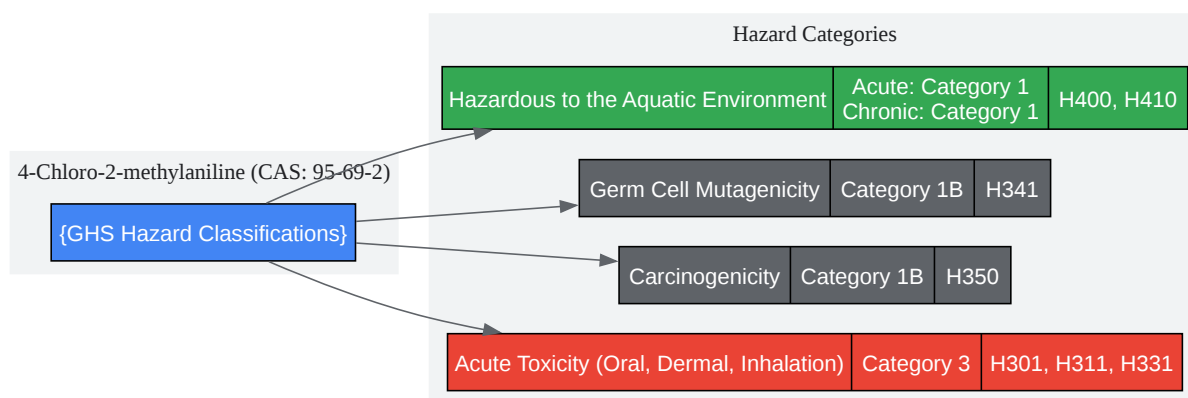 Hazard Categories
Hazardous to the Aquatic Environment
Acute: Category 1
Chronic: Category 1
H400, H410
4-Chloro-2-methylaniline (CAS: 95-69-2)
{GHS Hazard Classifications}
Germ Cell Mutagenicity
Category 1B
H341
Carcinogenicity
Category 1B
H350
Acute Toxicity (Oral, Dermal, Inhalation)
Category 3
H301, H311, H331